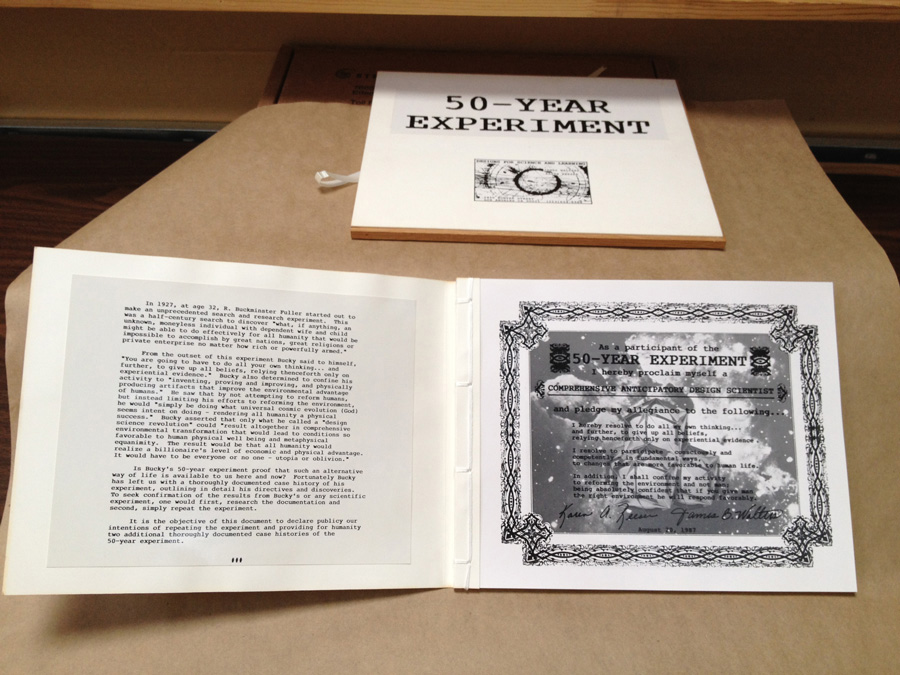 50-YEAR
EXPERIMENT
DESIGNS FOR SCIENCE AND LEARNING
In 1927, at age 32, R. Buckminster Fuller started out to
make an unprecedented search and research experiment. This
was a half-century search to discover "what, if anything, an
unknown, moneyless individual with dependent wife and child
might be able to do effectively for all humanity that would be
impossible to accomplish by great nations, great religions or
private enterprise no matter how rich or powerfully armed."
From the outset of this experiment Bucky said to himself,
"You are going to have to do all your own thinking... and
further, to give up all beliefs, relying thenceforth only on
experiential evidence." Bucky also determined to confine his
activity to "inventing, proving and improving, and physically
producing artifacts that improve the environmental advantage
of humans." He saw that by not attempting to reform humans,
but instead limiting his efforts to reforming the environment,
he would "simply be doing what universal cosmic evolution (God)
seems intent on doing - rendering all humanity a physical
success." Bucky asserted that only what he called a "design
science revolution" could "result altogether in comprehensive
environmental transformation that would lead to conditions so
favorable to human physical well being and metaphysical
equanimity. The result would be that all humanity would
realize a billionaire's level of economic and physical advantage.
It would have to be everyone or no one - utopia or oblivion."
In Bucky's 50-year experiment proof that such an alternative
way of life is available to us here and now? Fortunately Bucky
has left us with a thoroughly documented case history of his
experiment, outlining in detail his directives and discoveries.
To seek confirmation of the results from Bucky's or any scientific
experiment, one would first, research the documentation and
second, simply repeat the experiment.
It is the objective of this document to declare publicly our
intentions of repeating the experiment and providing for humanity
two additional thoroughly documented case histories of the
50-year experiment.
As a participant of the
50-YEAR EXPERIMENT
I hereby proclaim myself a
COMPREHENSIVE ANTICIPATORY DESIGN SCIENTIST
and pledge my allegiance to the following...
I hereby resolve to do all my own thinking...
and further, to give up all beliefs,
relying henceforth only on experiential evidence.
I resolve to participate - consciously and
competently - in fundamental ways,
to changes that are more favorable to human life.
In addition, I shall confine my activity
to reforming the environment and not man;
being absolutely confident that if you give man
the right environment he will respond favorably.
Karen A. James C. Walton
August 1987